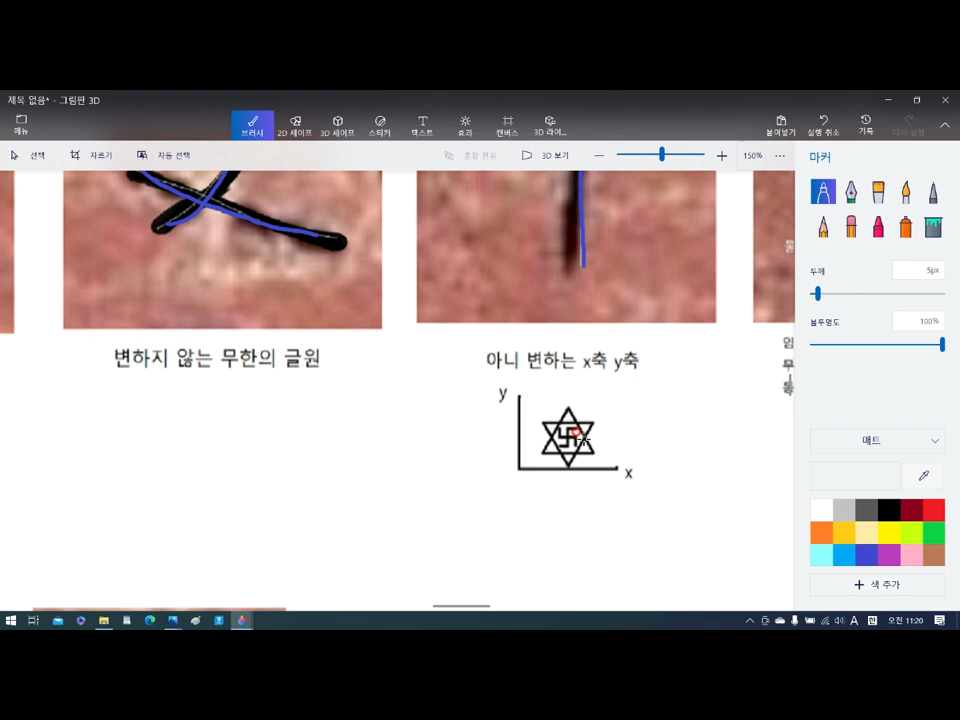 제목 없음* - 그림판 3D
메뉴
브러시
2D 셰이프
3D 셰이프
스티커
텍스트
효과
캔버스
3D 라이...
붙여넣기
실행 취소
기록
다시 실행
선택
자르기
자동 선택
혼합 현실
3D 보기
150%
마커
두께
5px
불투명도
100%
매트
색 추가
변하지 않는 무한의 글원
아니 변하는 x축 y축
y
x
A
오전 11:20